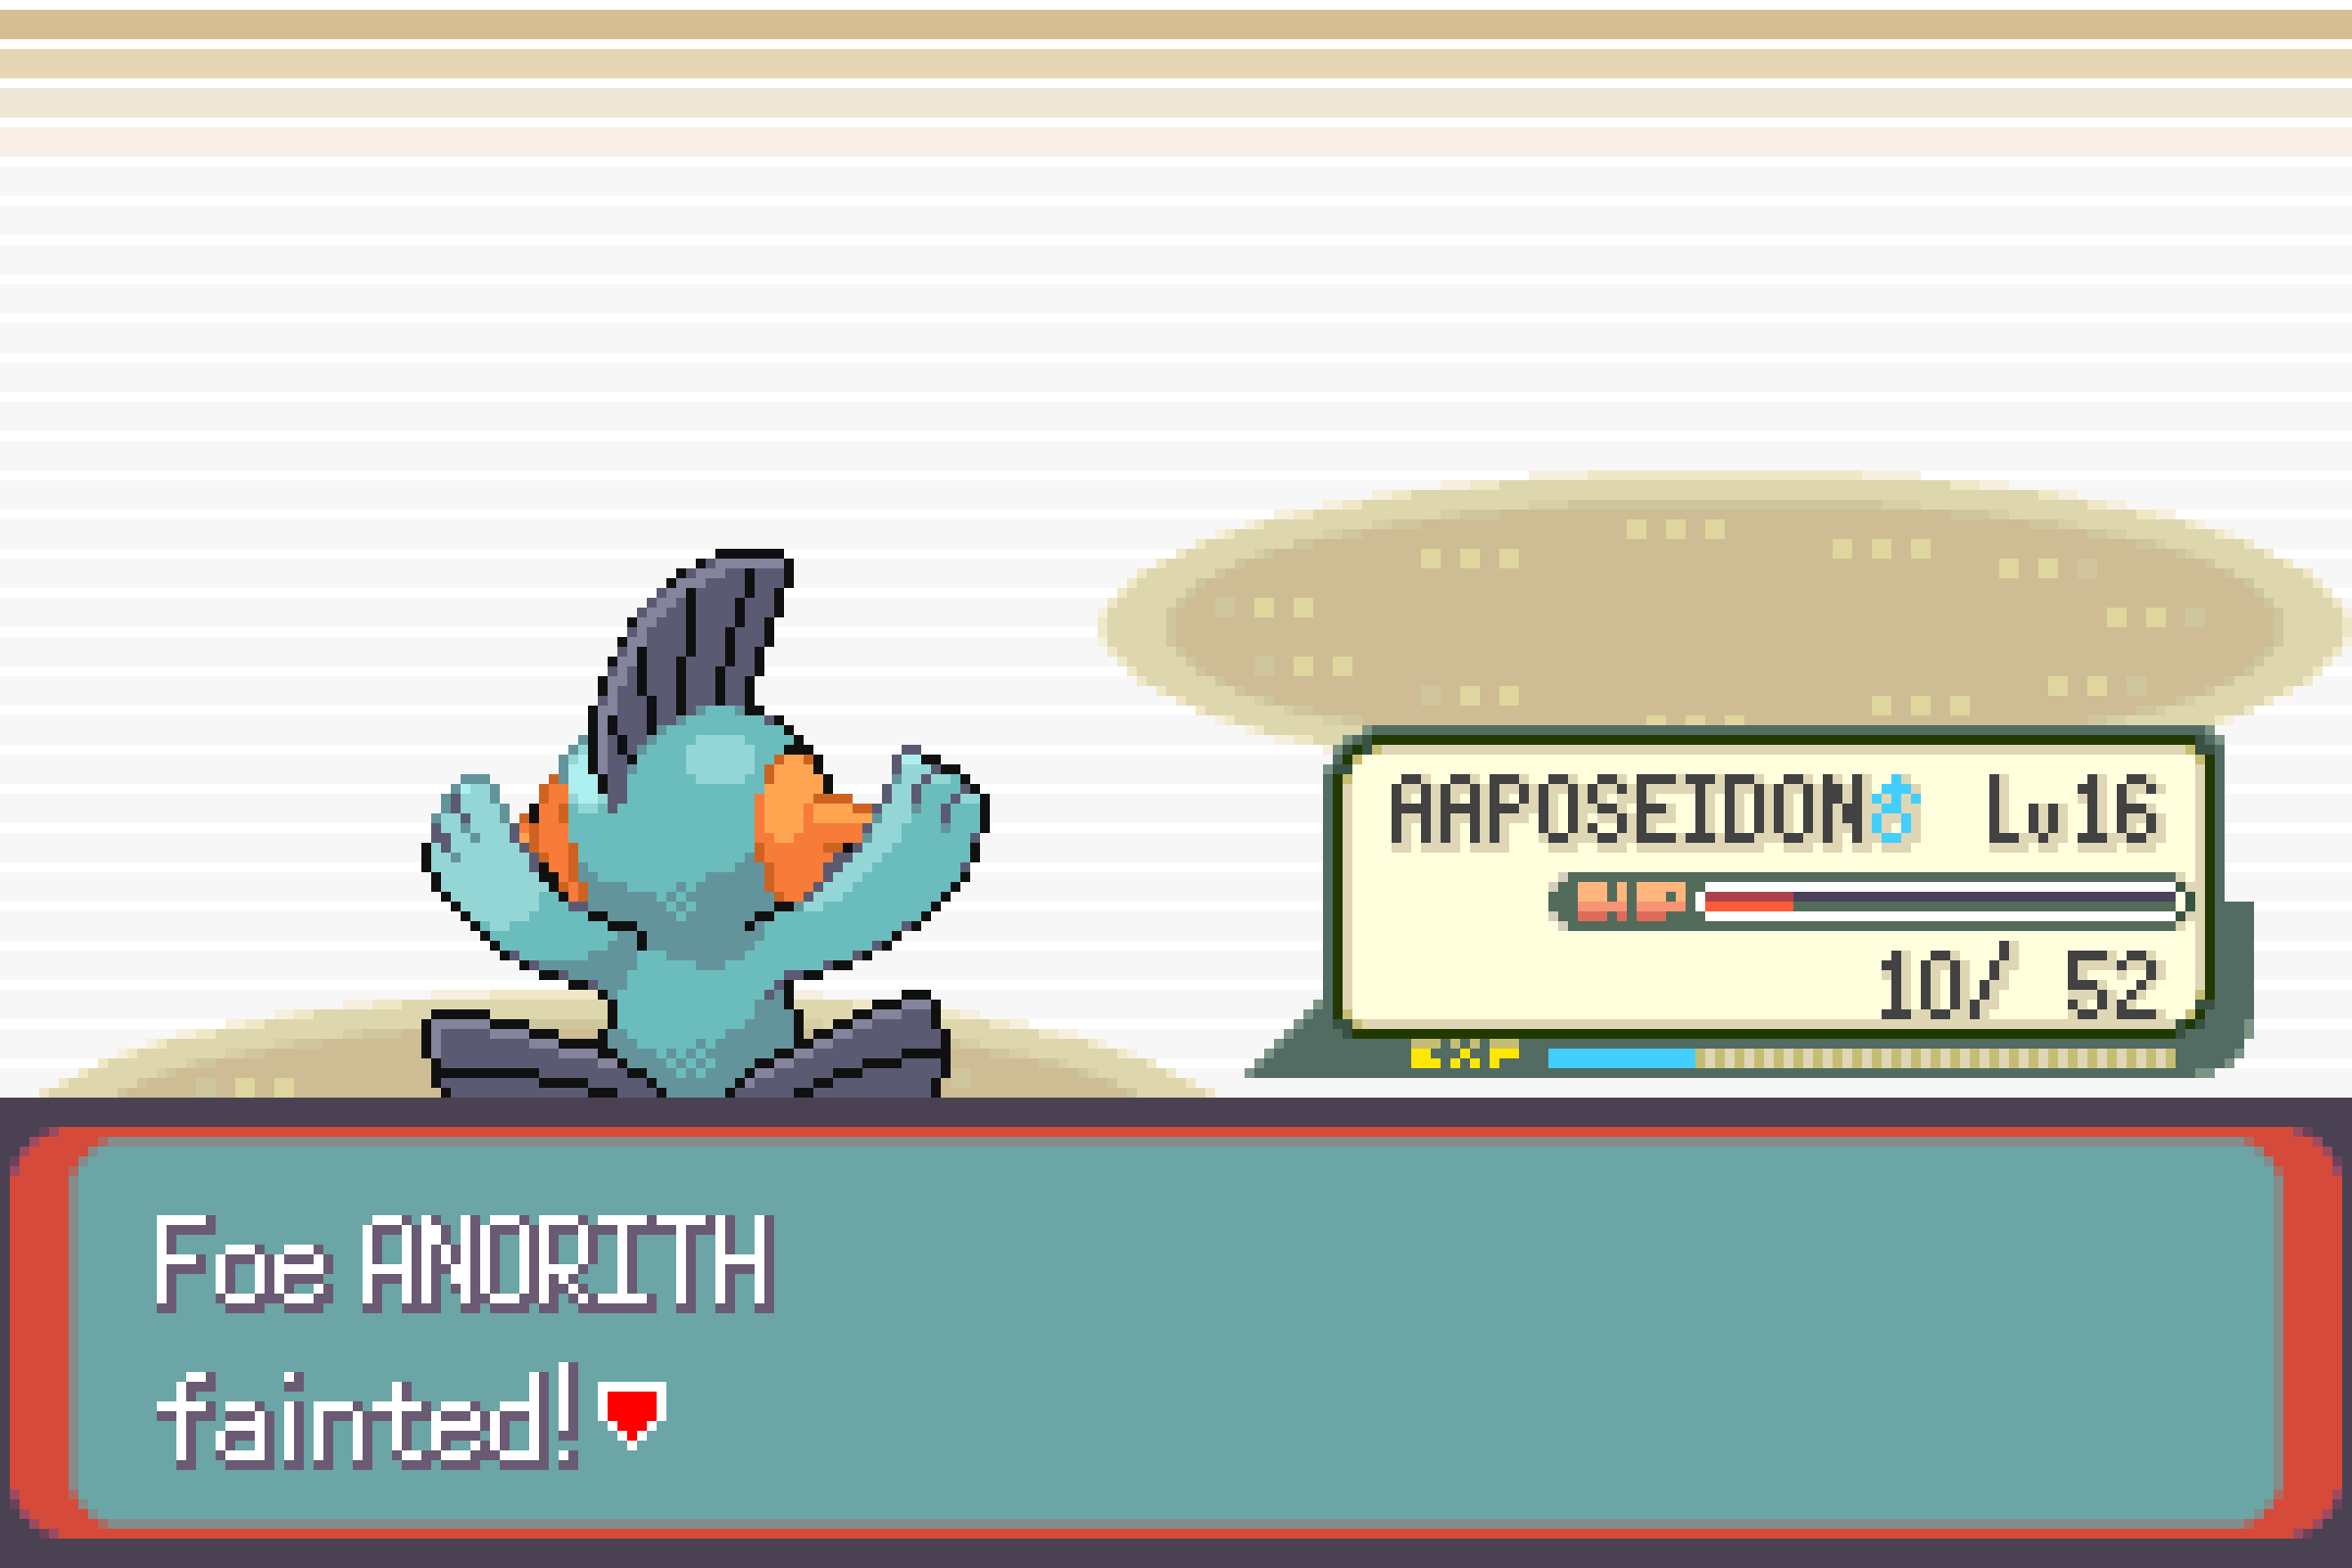 AAPOSEIDON♂ Lv16
HP
10/ 52
EXP
Foe ANORITH
fainted!